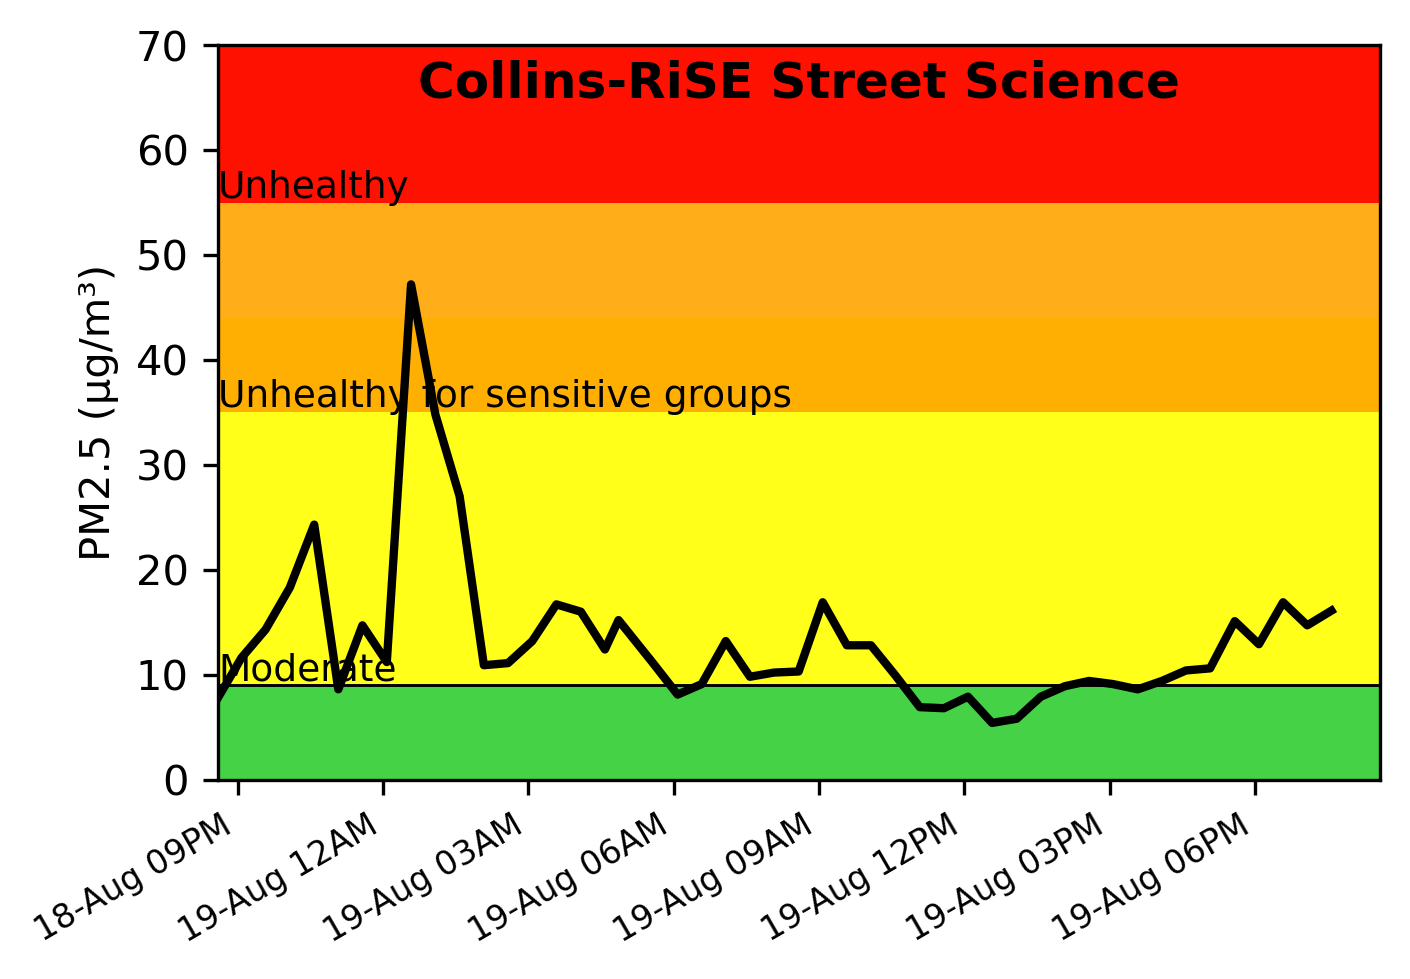 Collins-RiSE Street Science
70
60
Unhealthy
50
40
Unhealthy for sensitive groups
30
20
Moderate
10
0
PM2.5 (μg/m³)
18-Aug 09PM
19-Aug 12AM
19-Aug 03AM
19-Aug 06AM
19-Aug 09AM
19-Aug 12PM
19-Aug 03PM
19-Aug 06PM